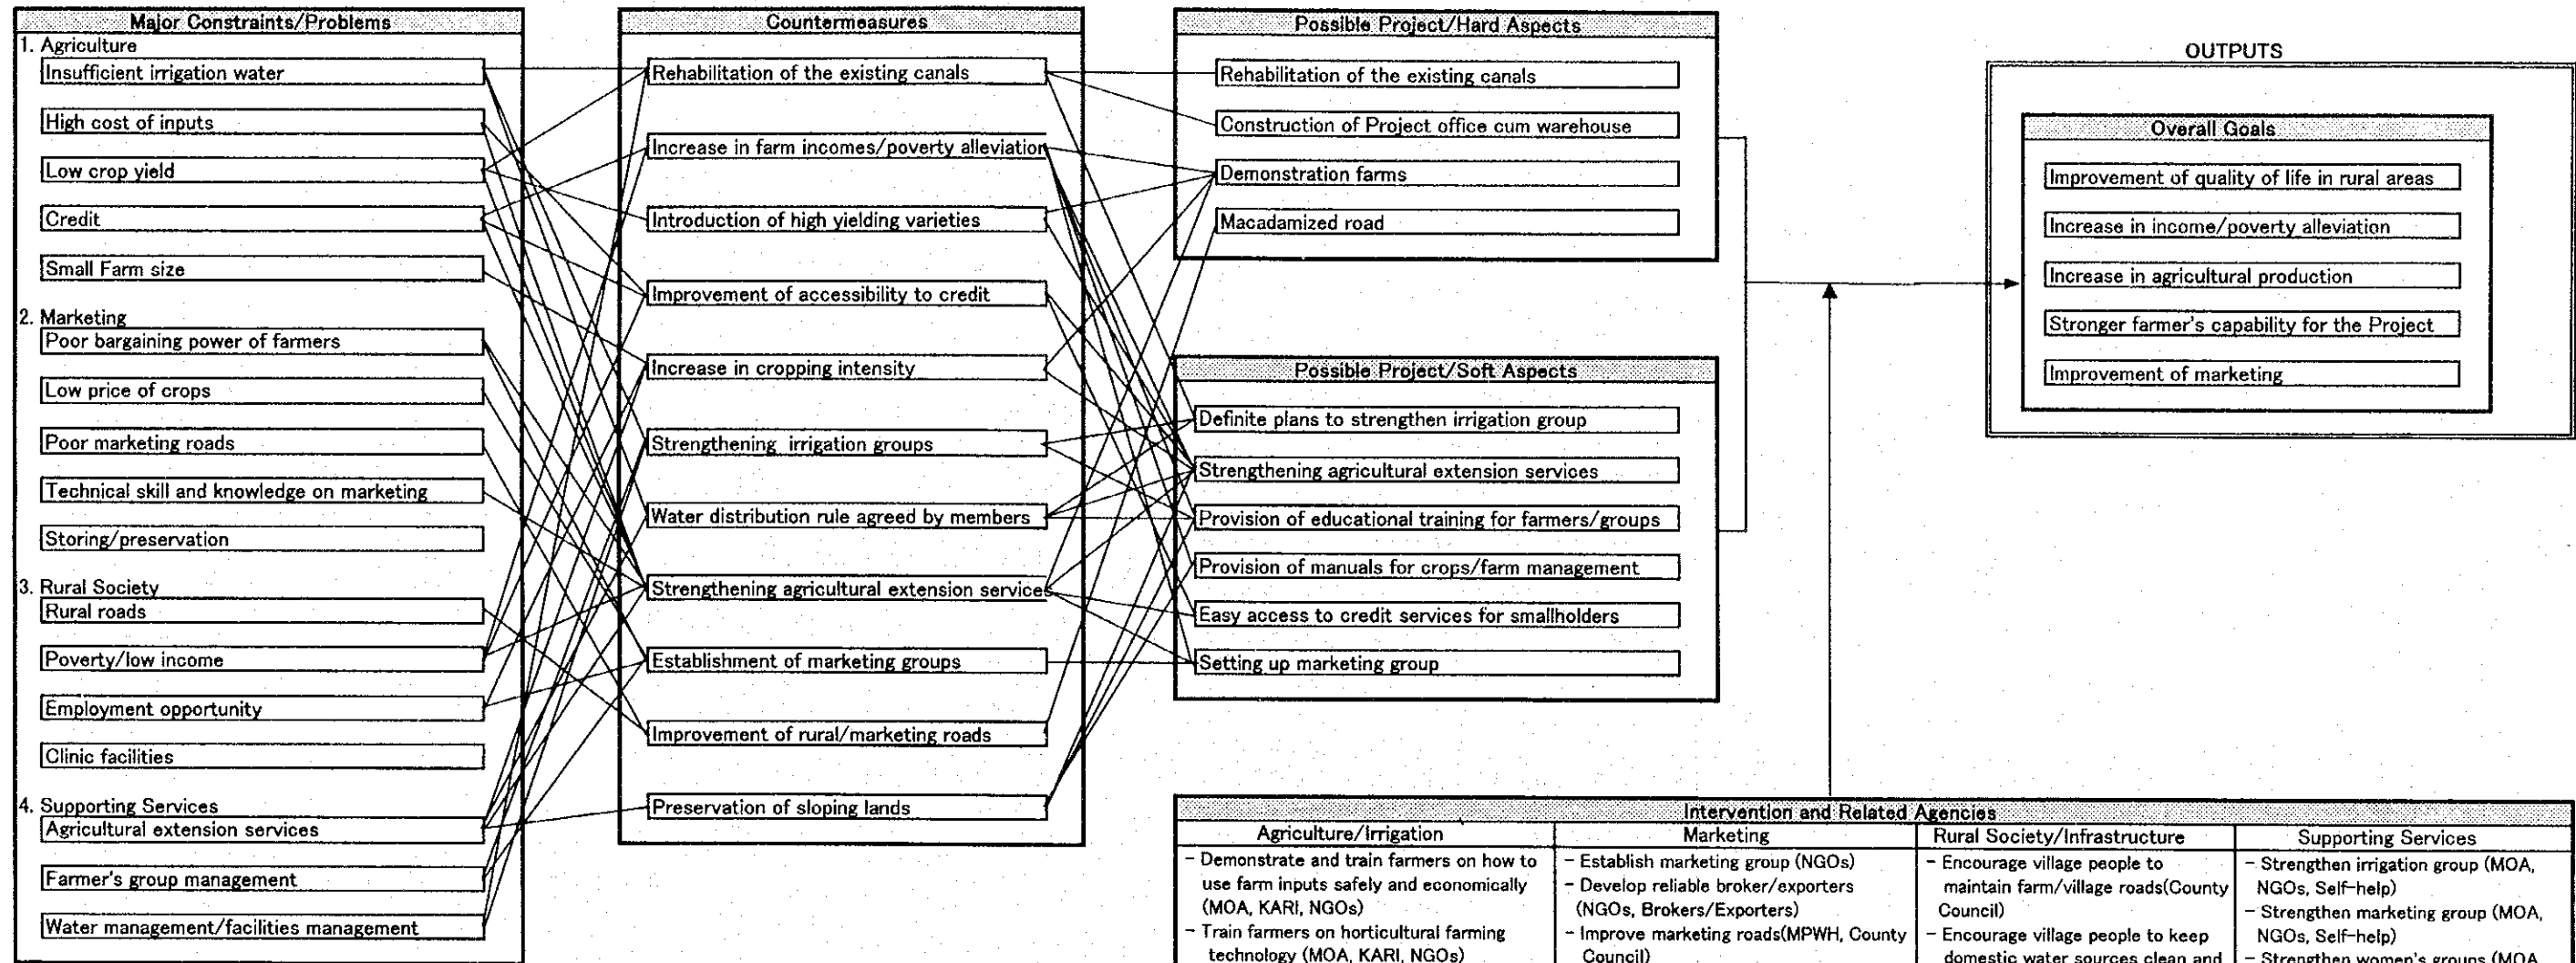 Major Constraints/Problems
1. Agriculture
Insufficient irrigation water
High cost of inputs
Low crop yield
Credit
Small Farm size
2. Marketing
Poor bargaining power of farmers
Low price of crops
Poor marketing roads
Technical skill and knowledge on marketing
Storing/preservation
3. Rural Society
Rural roads
Poverty/low income
Employment opportunity
Clinic facilities
4. Supporting Services
Agricultural extension services
Farmer's group management
Water management/facilities management
Countermeasures
Rehabilitation of the existing canals
Increase in farm incomes/poverty alleviation
Introduction of high yielding varieties
Improvement of accessibility to credit
Increase in cropping intensity
Strengthening irrigation groups
Water distribution rule agreed by members
Strengthening agricultural extension services
Establishment of marketing groups
Improvement of rural/marketing roads
Preservation of sloping lands
Possible Project/Hard Aspects
Rehabilitation of the existing canals
Construction of Project office cum warehouse
Demonstration farms
Macadamized road
Possible Project/Soft Aspects
Definite plans to strengthen irrigation group
Strengthening agricultural extension services
Provision of educational training for farmers/groups
Provision of manuals for crops/farm management
Easy access to credit services for smallholders
Setting up marketing group
OUTPUTS
Overall Goals
Improvement of quality of life in rural areas
Increase in income/poverty alleviation
Increase in agricultural production
Stronger farmer's capability for the Project
Improvement of marketing
Intervention and Related Agencies
Agriculture/Irrigation
- Demonstrate and train farmers on how to
use farm inputs safely and economically
(MOA, KARI, NGOs)
- Train farmers on horticultural farming
technology (MOA, KARI, NGOs)
Marketing
- Establish marketing group (NGOs)
- Develop reliable broker/exporters
(NGOs, Brokers/Exporters)
- Improve marketing roads(MPWH, County
Council)
Rural Society/Infrastructure
- Encourage village people to
maintain farm/village roads(County
Council)
- Encourage village people to keep
domestic water sources clean and
Supporting Services
- Strengthen irrigation group (MOA,
NGOs, Self-help)
- Strengthen marketing group (MOA,
NGOs, Self-help)
- Strengthen women's groups (MOA,